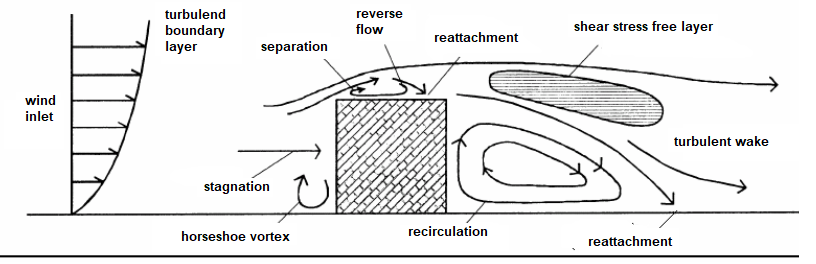 turbulend
boundary
layer
reverse
flow
separation
reattachment
shear stress free layer
wind
inlet
turbulent wake
stagnation
horseshoe vortex
recirculation
reattachment